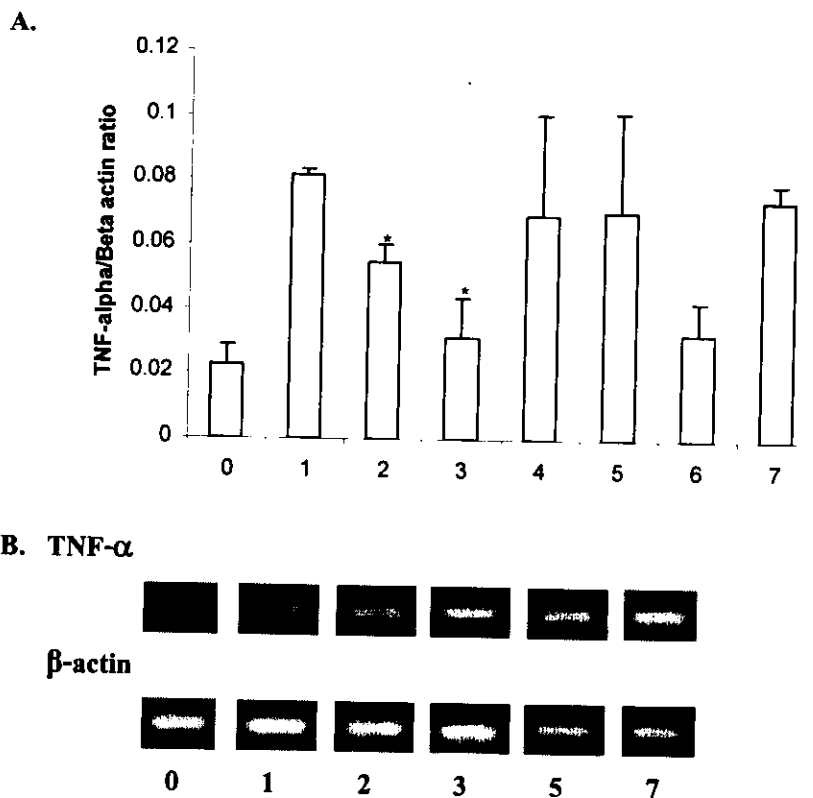 A.
TNF-alpha/Beta actin ratio
0.12
0.1
0.08
0.06
0.04
0.02
0
*
*
0 1 2 3 4 5 6 7
B. TNF-α
β-actin
0 1 2 3 5 7